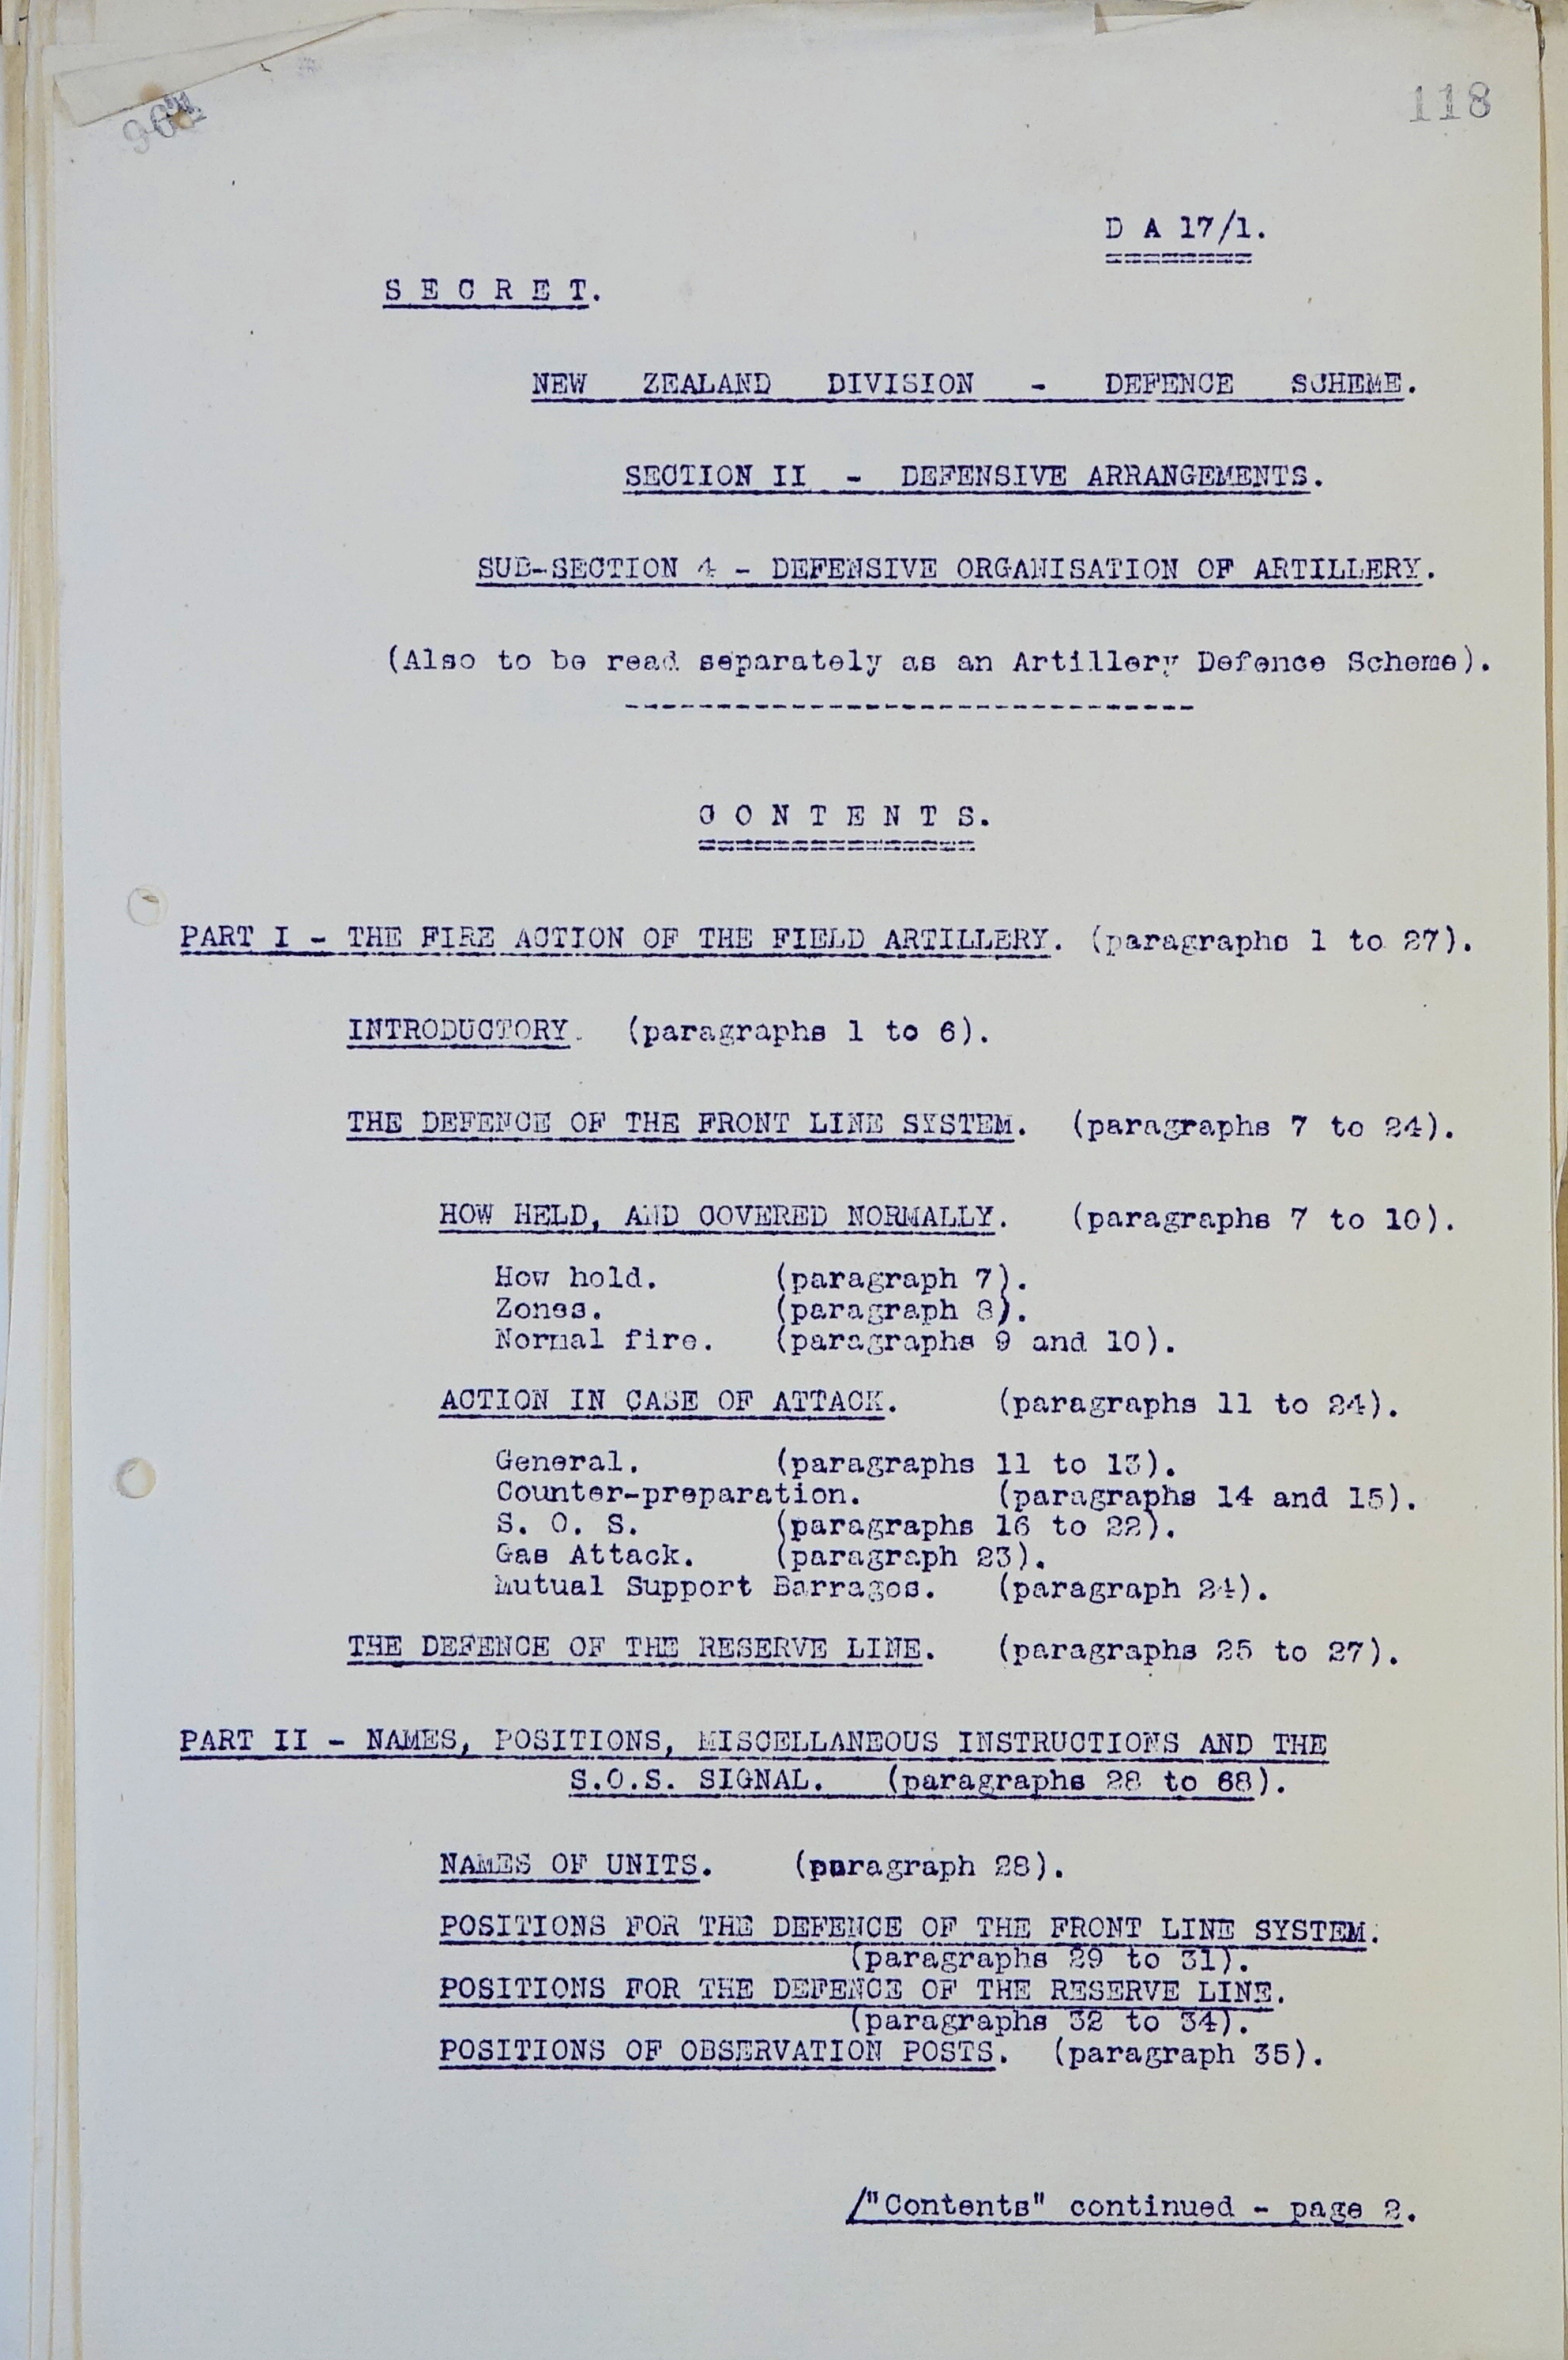 118
D A 17/1.
S E C R E T.
NEW ZEALAND DIVISION - DEFENCE SCHEME.
SECTION II - DEFENSIVE ARRANGEMENTS.
SUB-SECTION 4 - DEFENSIVE ORGANISATION OF ARTILLERY.
(Also to be read separately as an Artillery Defence Scheme).
C O N T E N T S.
PART I - THE FIRE ACTION OF THE FIELD ARTILLERY. (paragraphs 1 to 27).
INTRODUCTORY. (paragraphs 1 to 6).
THE DEFENCE OF THE FRONT LINE SYSTEM. (paragraphs 7 to 24).
HOW HELD, AND COVERED NORMALLY. (paragraphs 7 to 10).
How held. (paragraph 7).
Zones. (paragraph 8).
Normal fire. (paragraphs 9 and 10).
ACTION IN CASE OF ATTACK. (paragraphs 11 to 24).
General. (paragraphs 11 to 13).
Counter-preparation. (paragraphs 14 and 15).
S. O. S. (paragraphs 16 to 22).
Gas Attack. (paragraph 23).
Mutual Support Barrages. (paragraph 24).
THE DEFENCE OF THE RESERVE LINE. (paragraphs 25 to 27).
PART II - NAMES, POSITIONS, MISCELLANEOUS INSTRUCTIONS AND THE
S.O.S. SIGNAL. (paragraphs 28 to 68).
NAMES OF UNITS. (paragraph 28).
POSITIONS FOR THE DEFENCE OF THE FRONT LINE SYSTEM.
(paragraphs 29 to 31).
POSITIONS FOR THE DEFENCE OF THE RESERVE LINE.
(paragraphs 32 to 34).
POSITIONS OF OBSERVATION POSTS. (paragraph 35).
/"Contents" continued - page 2.